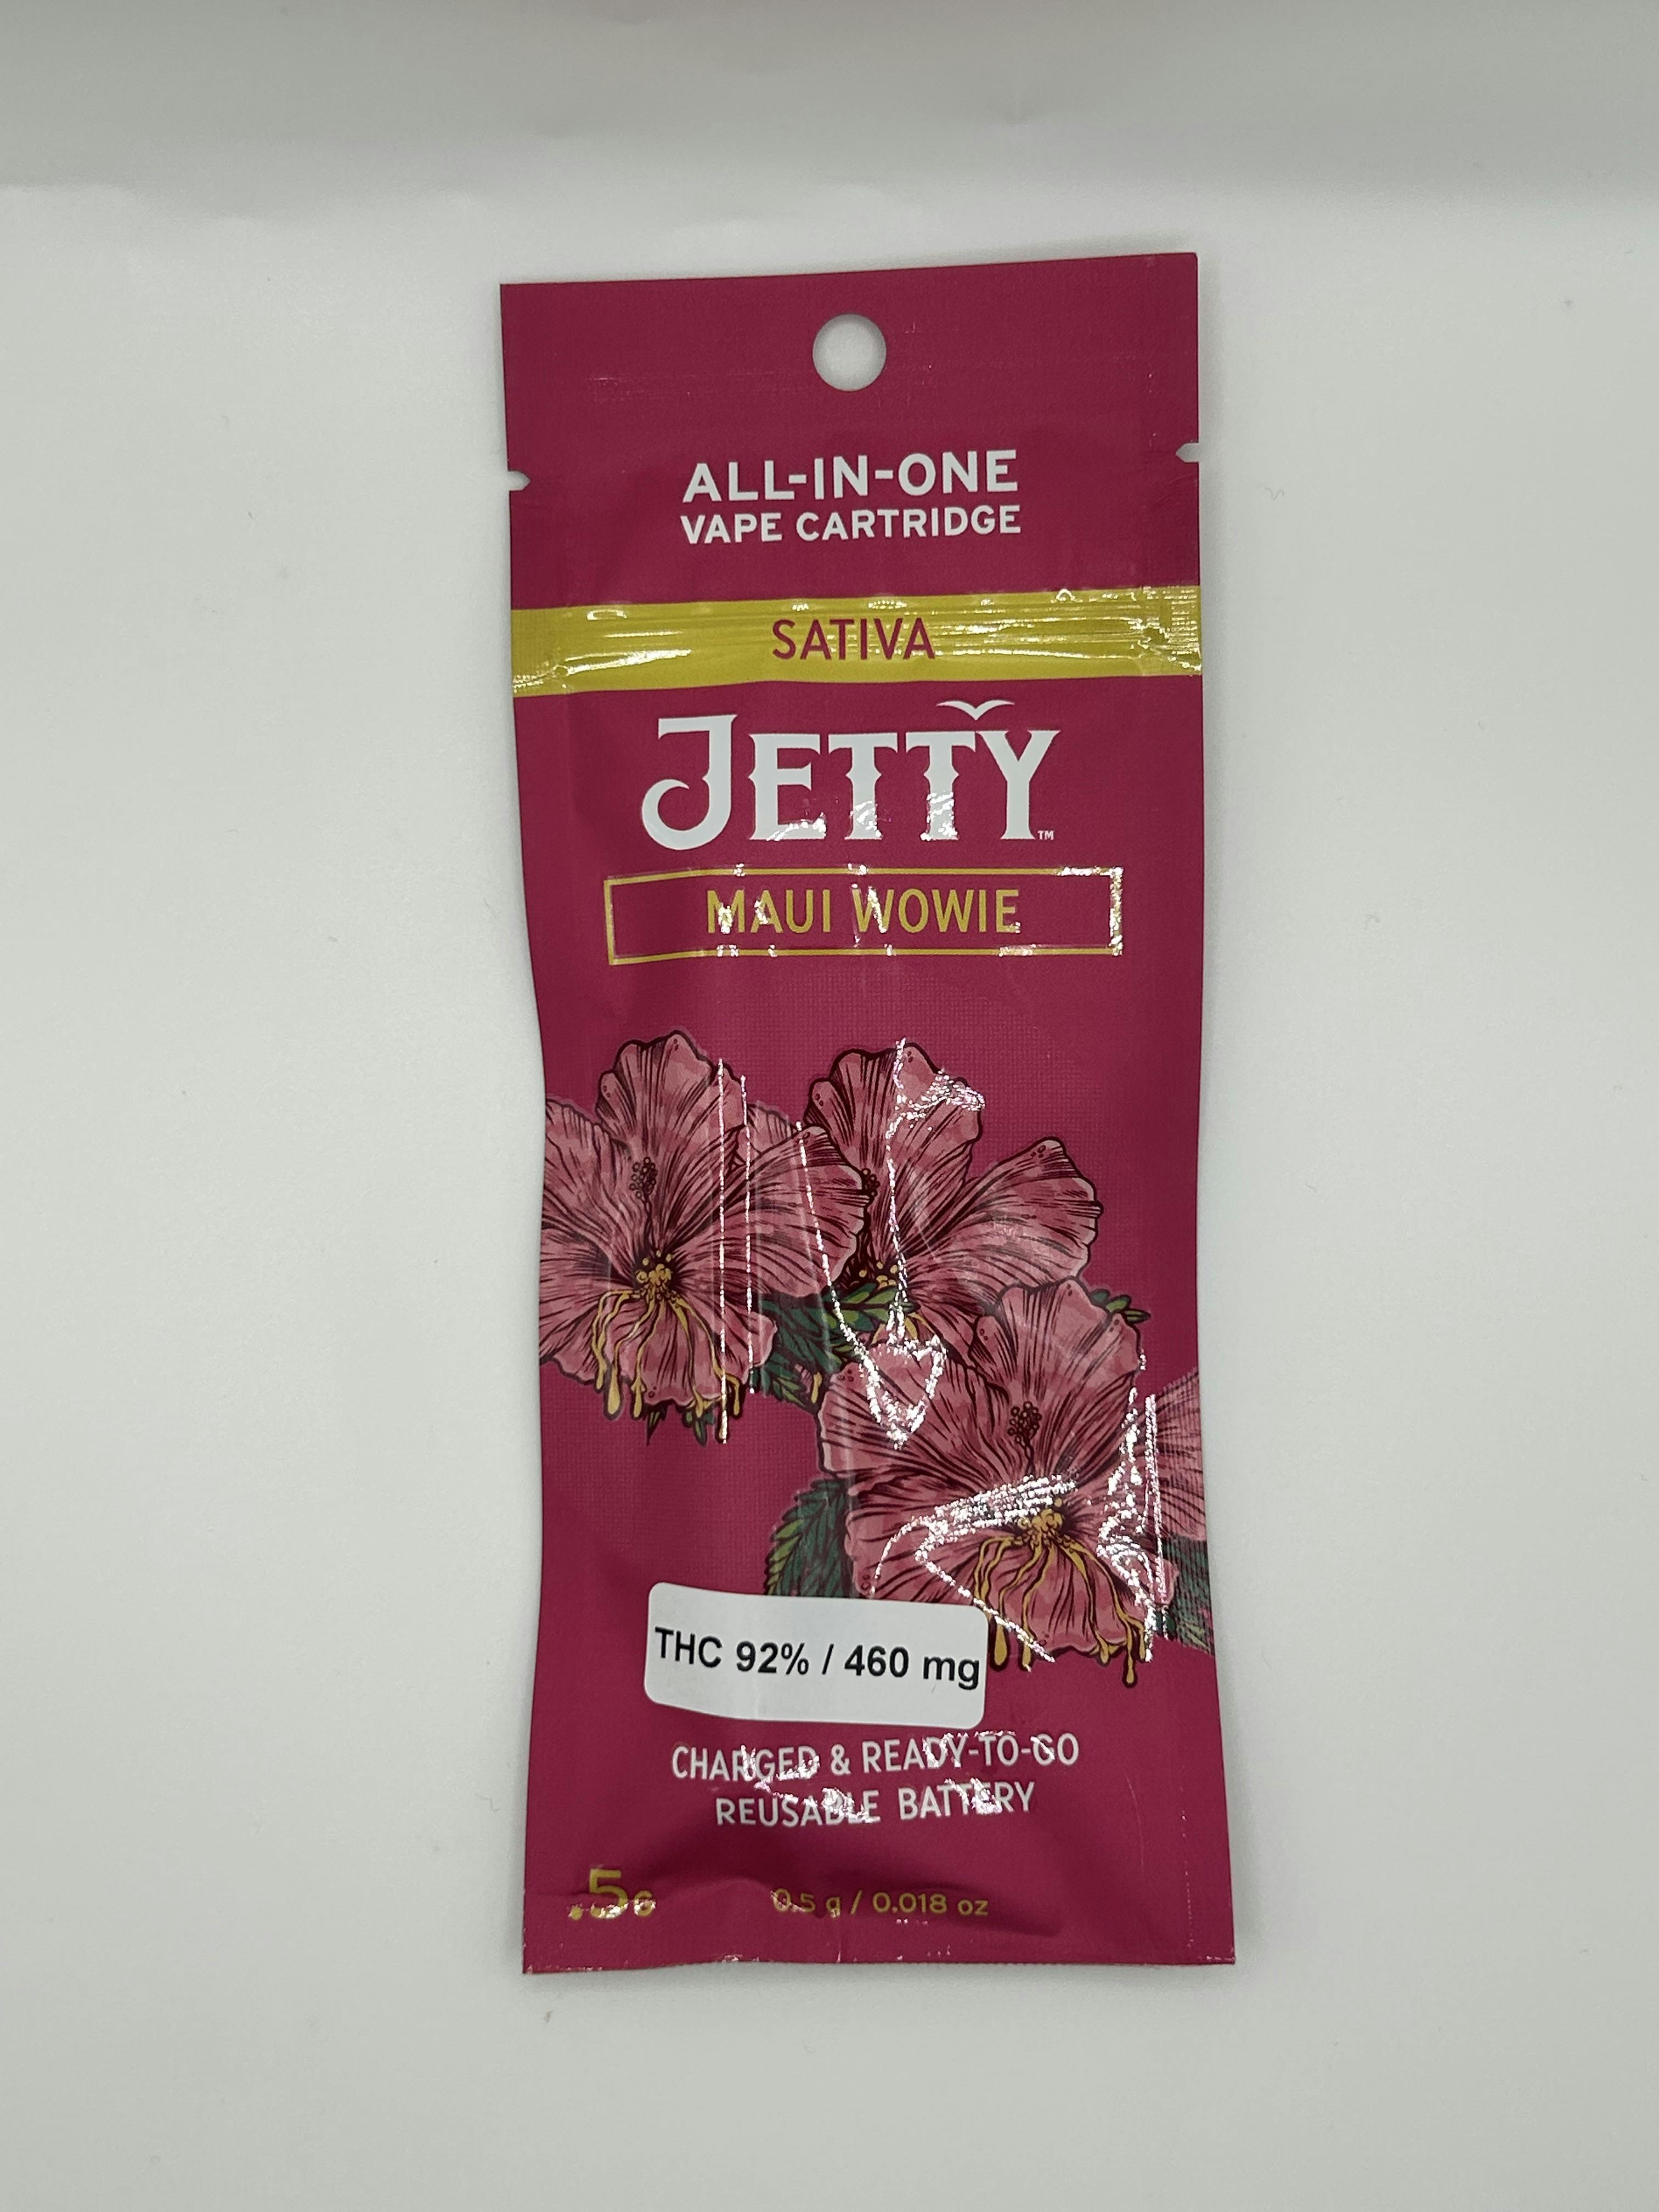 ALL-IN-ONE
VAPE CARTRIDGE
SATIVA
JETTY™
MAUI WOWIE
THC 92% / 460 mg
CHARGED & READY-TO-GO
REUSABLE BATTERY
.5G
0.5 g / 0.018 oz